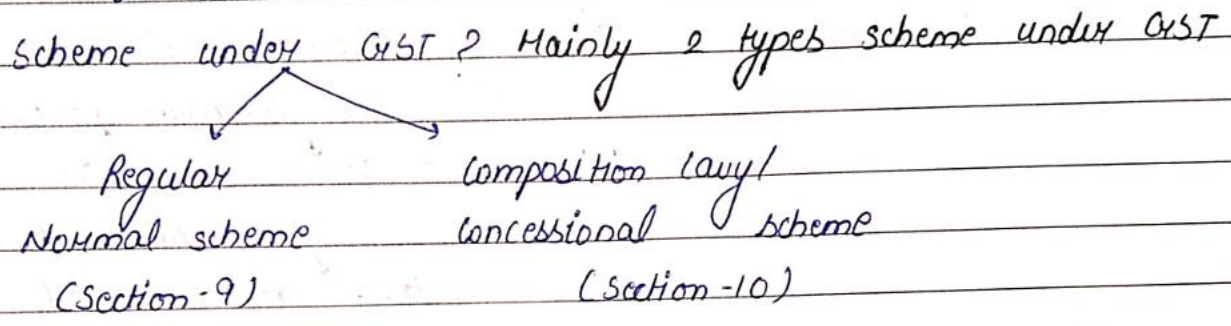 Scheme under GST ? Mainly 2 types scheme under GST
Regular Composition lavy/
Normal scheme Concessional scheme
(Section-9) (Section-10)